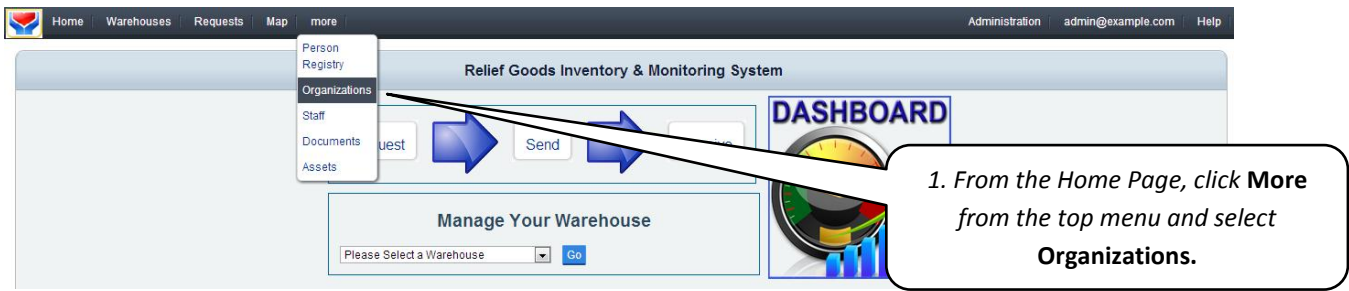 Home Warehouses Requests Map more Administration admin@example.com Help
Person
Registry
Organizations
Staff
Documents
Assets
Relief Goods Inventory & Monitoring System
uest Send
DASHBOARD
Manage Your Warehouse
Please Select a Warehouse Go
1. From the Home Page, click More
from the top menu and select
Organizations.